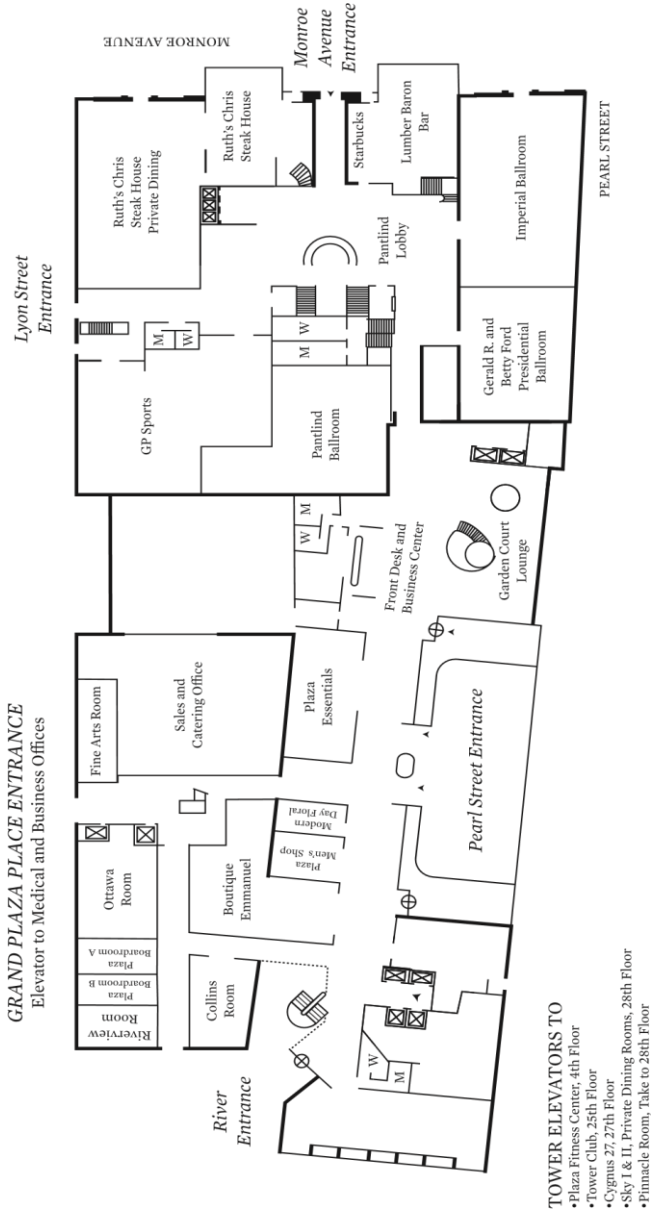 GRAND PLAZA PLACE ENTRANCE
Elevator to Medical and Business Offices
Lyon Street
Entrance
MONROE AVENUE
Riverview
Room
Plaza
Boardroom B
Plaza
Boardroom A
Ottawa
Room
Fine Arts Room
Sales and
Catering Office
GP Sports
M
W
Ruth's Chris
Steak House
Private Dining
Ruth's Chris
Steak House
Monroe
Avenue
Entrance
Collins
Room
Boutique
Emmanuel
Plaza
Men's Shop
Modern
Day Floral
Plaza
Essentials
W
M
Pantlind
Ballroom
M
W
Pantlind
Lobby
Starbucks
Lumber Baron
Bar
River
Entrance
W
M
Front Desk and
Business Center
Garden Court
Lounge
Gerald R. and
Betty Ford
Presidential
Ballroom
Imperial Ballroom
Pearl Street Entrance
PEARL STREET
TOWER ELEVATORS TO
• Plaza Fitness Center, 4th Floor
• Tower Club, 25th Floor
• Cygnus 27, 27th Floor
• Sky I & II, Private Dining Rooms, 28th Floor
• Pinnacle Room, Take to 28th Floor